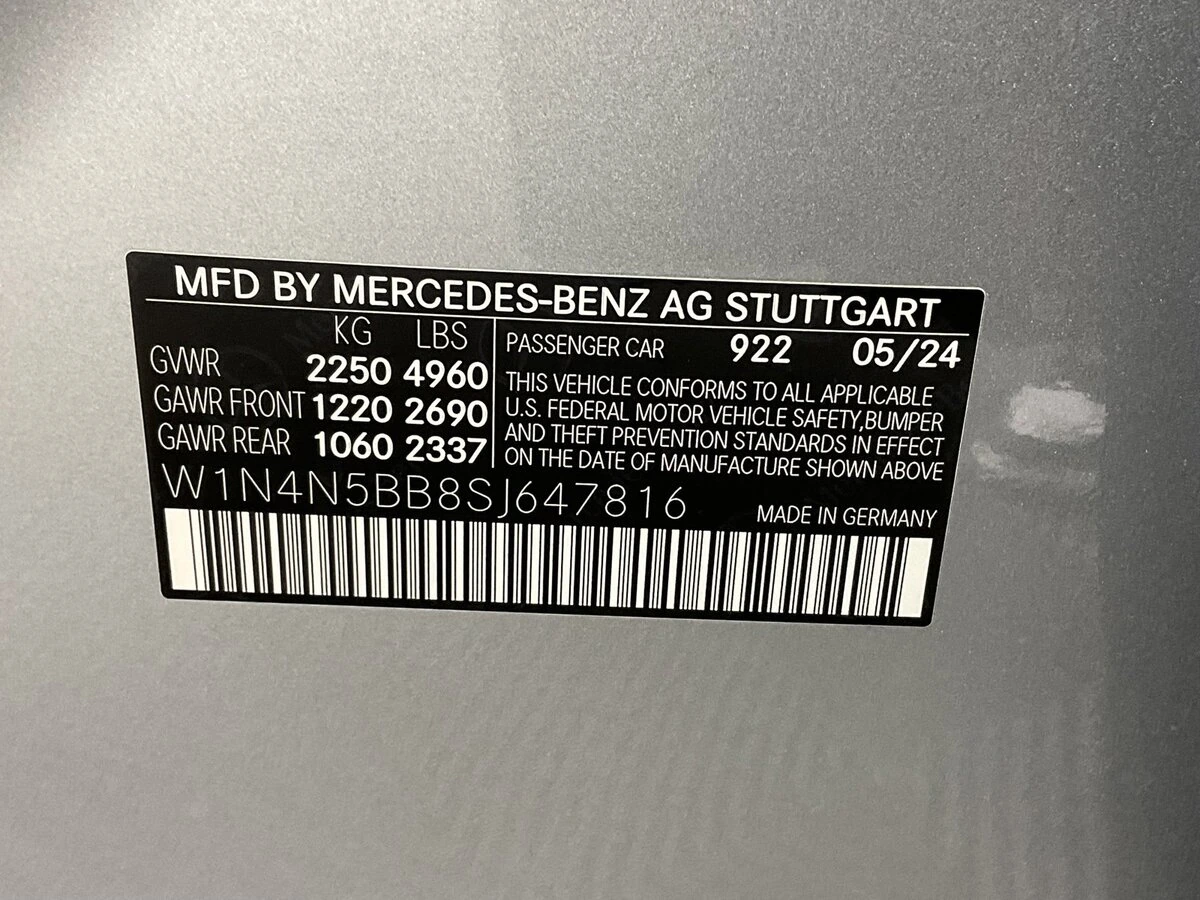 MFD BY MERCEDES-BENZ AG STUTTGART
KG LBS
GVWR 2250 4960
GAWR FRONT 1220 2690
GAWR REAR 1060 2337
PASSENGER CAR 922 05/24
THIS VEHICLE CONFORMS TO ALL APPLICABLE
U.S. FEDERAL MOTOR VEHICLE SAFETY,BUMPER
AND THEFT PREVENTION STANDARDS IN EFFECT
ON THE DATE OF MANUFACTURE SHOWN ABOVE
W1N4N5BB8SJ647816
MADE IN GERMANY